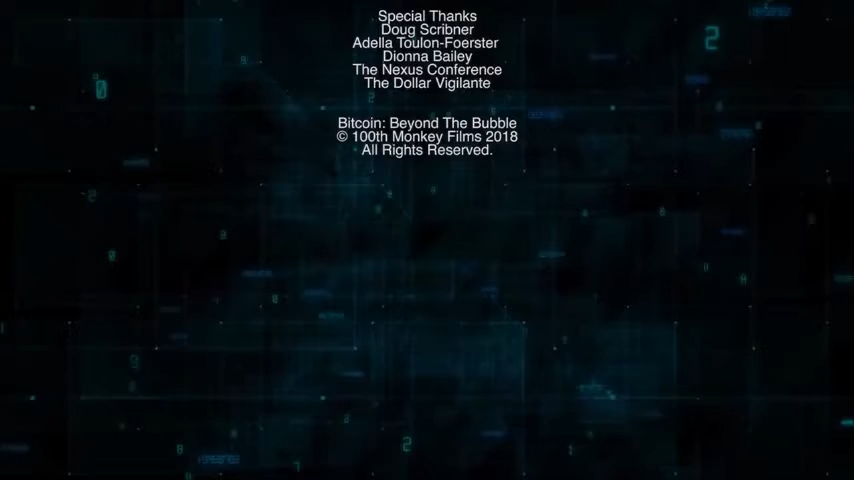 Special Thanks
Doug Scribner
Adella Toulon-Foerster
Dionna Bailey
The Nexus Conference
The Dollar Vigilante
Bitcoin: Beyond The Bubble
© 100th Monkey Films 2018
All Rights Reserved.